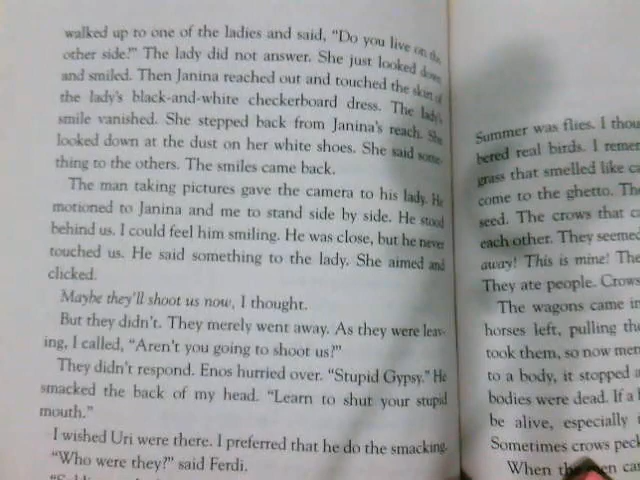 walked up to one of the ladies and said, “Do you live on the
other side?” The lady did not answer. She just looked down
and smiled. Then Janina reached out and touched the skirt of
the lady's black-and-white checkerboard dress. The lady's
smile vanished. She stepped back from Janina's reach. She
looked down at the dust on her white shoes. She said some-
thing to the others. The smiles came back.
The man taking pictures gave the camera to his lady. He
motioned to Janina and me to stand side by side. He stood
behind us. I could feel him smiling. He was close, but he never
touched us. He said something to the lady. She aimed and
clicked.
Maybe they'll shoot us now, I thought.
But they didn't. They merely went away. As they were leav-
ing, I called, “Aren't you going to shoot us?”
They didn't respond. Enos hurried over. “Stupid Gypsy.” He
smacked the back of my head. “Learn to shut your stupid
mouth.”
I wished Uri were there. I preferred that he do the smacking.
“Who were they?” said Ferdi.
Summer was flies. I thou
bered real birds. I remem
grass that smelled like ca
come to the ghetto. The
seed. The crows that c
each other. They seemed
away! This is mine! The
They ate people. Crows
The wagons came in
horses left, pulling the
took them, so now men
to a body, it stopped a
bodies were dead. If a
be alive, especially
Sometimes crows peck
When the men ca